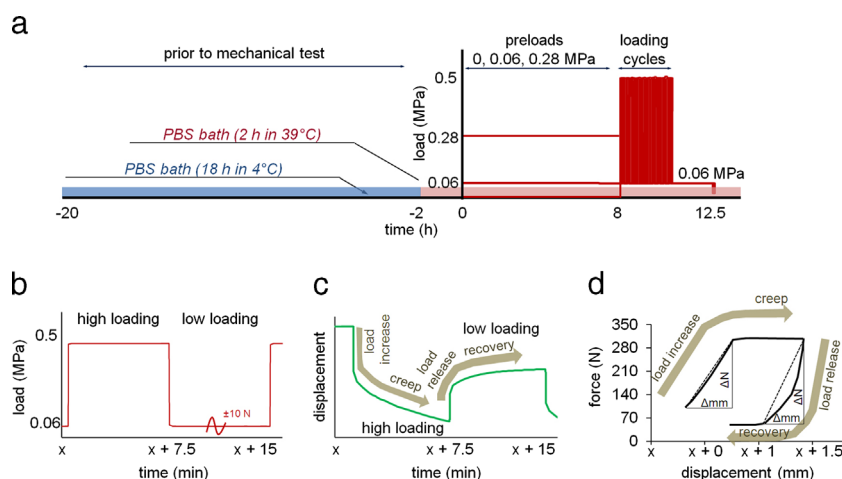 a
prior to mechanical test
preloads
0, 0.06, 0.28 MPa
loading
cycles
load (MPa)
0.5
0.28
0.06
PBS bath (2 h in 39°C)
PBS bath (18 h in 4°C)
0.06 MPa
-20
-2
0
8
12.5
time (h)
b
high loading
low loading
load (MPa)
0.5
0.06
±10 N
x
x + 7.5
x + 15
time (min)
c
displacement
load
increase
creep
load
release
recovery
low loading
high loading
x
x + 7.5
x + 15
time (min)
d
creep
force (N)
350
280
210
140
70
0
load increase
ΔN
Δmm
ΔN
Δmm
load release
recovery
x
x + 0
x + 1
x + 1.5
displacement (mm)